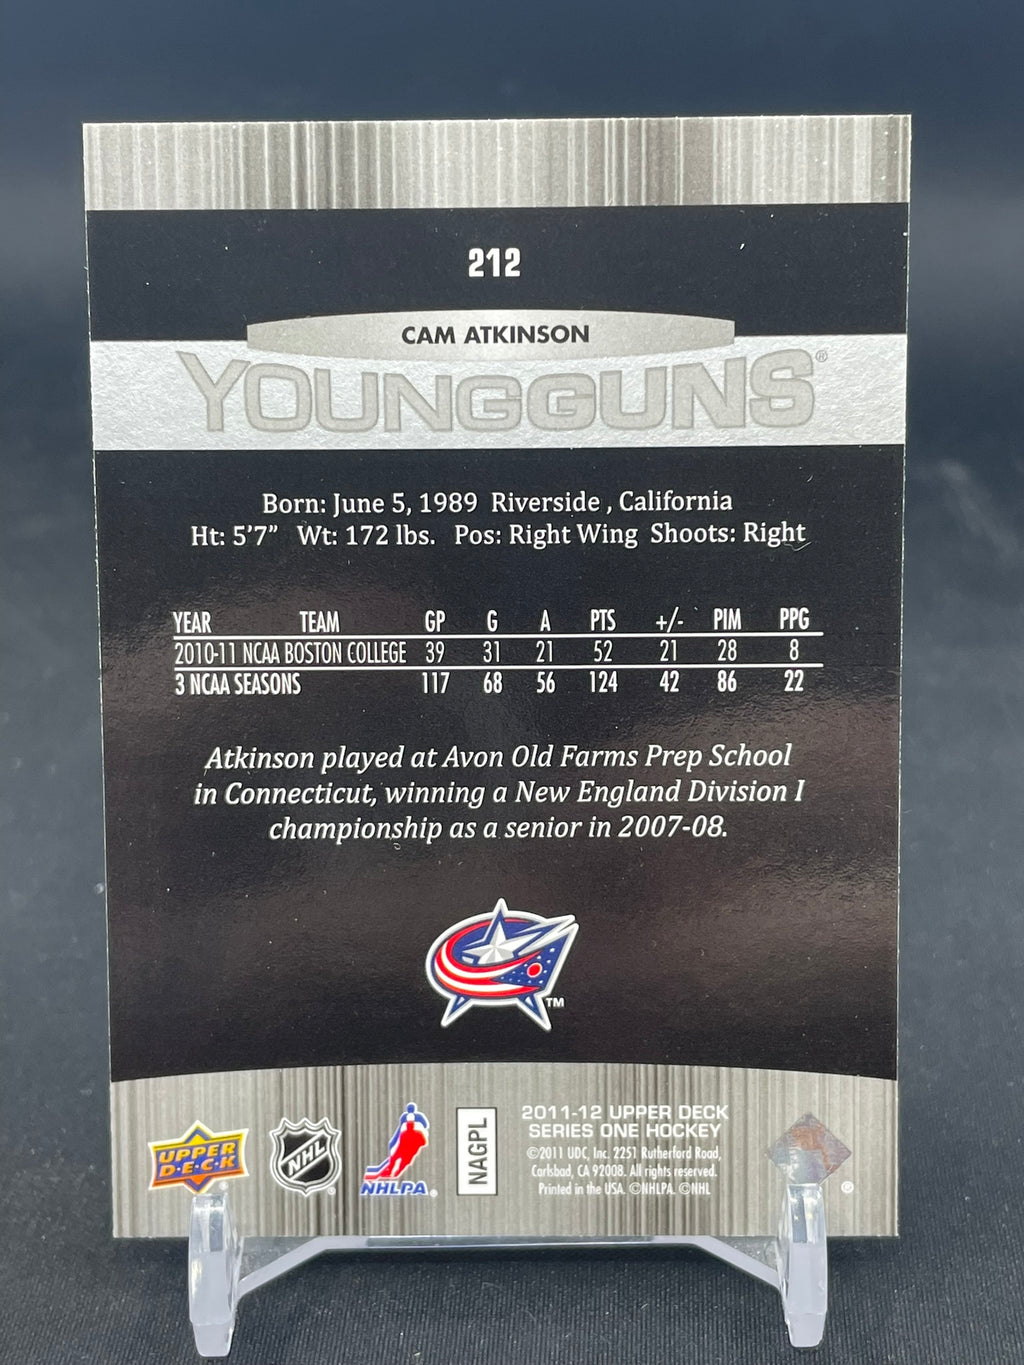 212
CAM ATKINSON
YOUNGGUNS®
Born: June 5, 1989 Riverside , California
Ht: 5'7" Wt: 172 lbs. Pos: Right Wing Shoots: Right
YEAR TEAM GP G A PTS +/- PIM PPG
2010-11 NCAA BOSTON COLLEGE 39 31 21 52 21 28 8
3 NCAA SEASONS 117 68 56 124 42 86 22
Atkinson played at Avon Old Farms Prep School
in Connecticut, winning a New England Division I
championship as a senior in 2007-08.
TM
UPPER
D·E·C·K
®
NHL
®
NHLPA®
NAGPL
2011-12 UPPER DECK
SERIES ONE HOCKEY
©2011 UDC, Inc. 2251 Rutherford Road,
Carlsbad, CA 92008. All rights reserved.
Printed in the USA. ©NHLPA. ©NHL
®